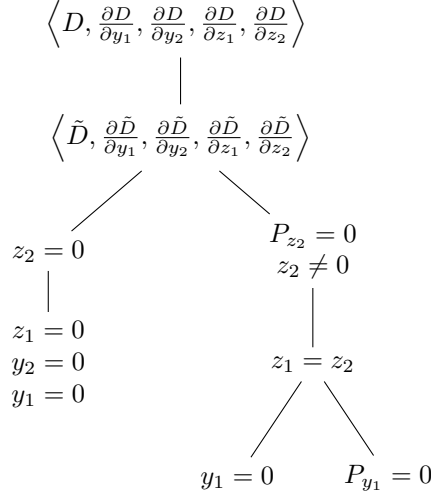 ⟨D, ∂D/∂y₁, ∂D/∂y₂, ∂D/∂z₁, ∂D/∂z₂⟩
⟨D̃, ∂D̃/∂y₁, ∂D̃/∂y₂, ∂D̃/∂z₁, ∂D̃/∂z₂⟩
z₂ = 0
P_{z₂} = 0
z₂ ≠ 0
z₁ = 0
y₂ = 0
y₁ = 0
z₁ = z₂
y₁ = 0
P_{y₁} = 0